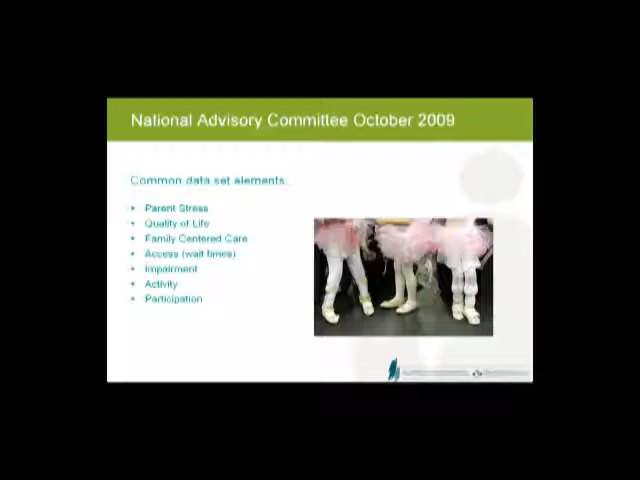 National Advisory Committee October 2009
Common data set elements:
• Parent Stress
• Quality of Life
• Family Centered Care
• Access (wait times)
• Impairment
• Activity
• Participation